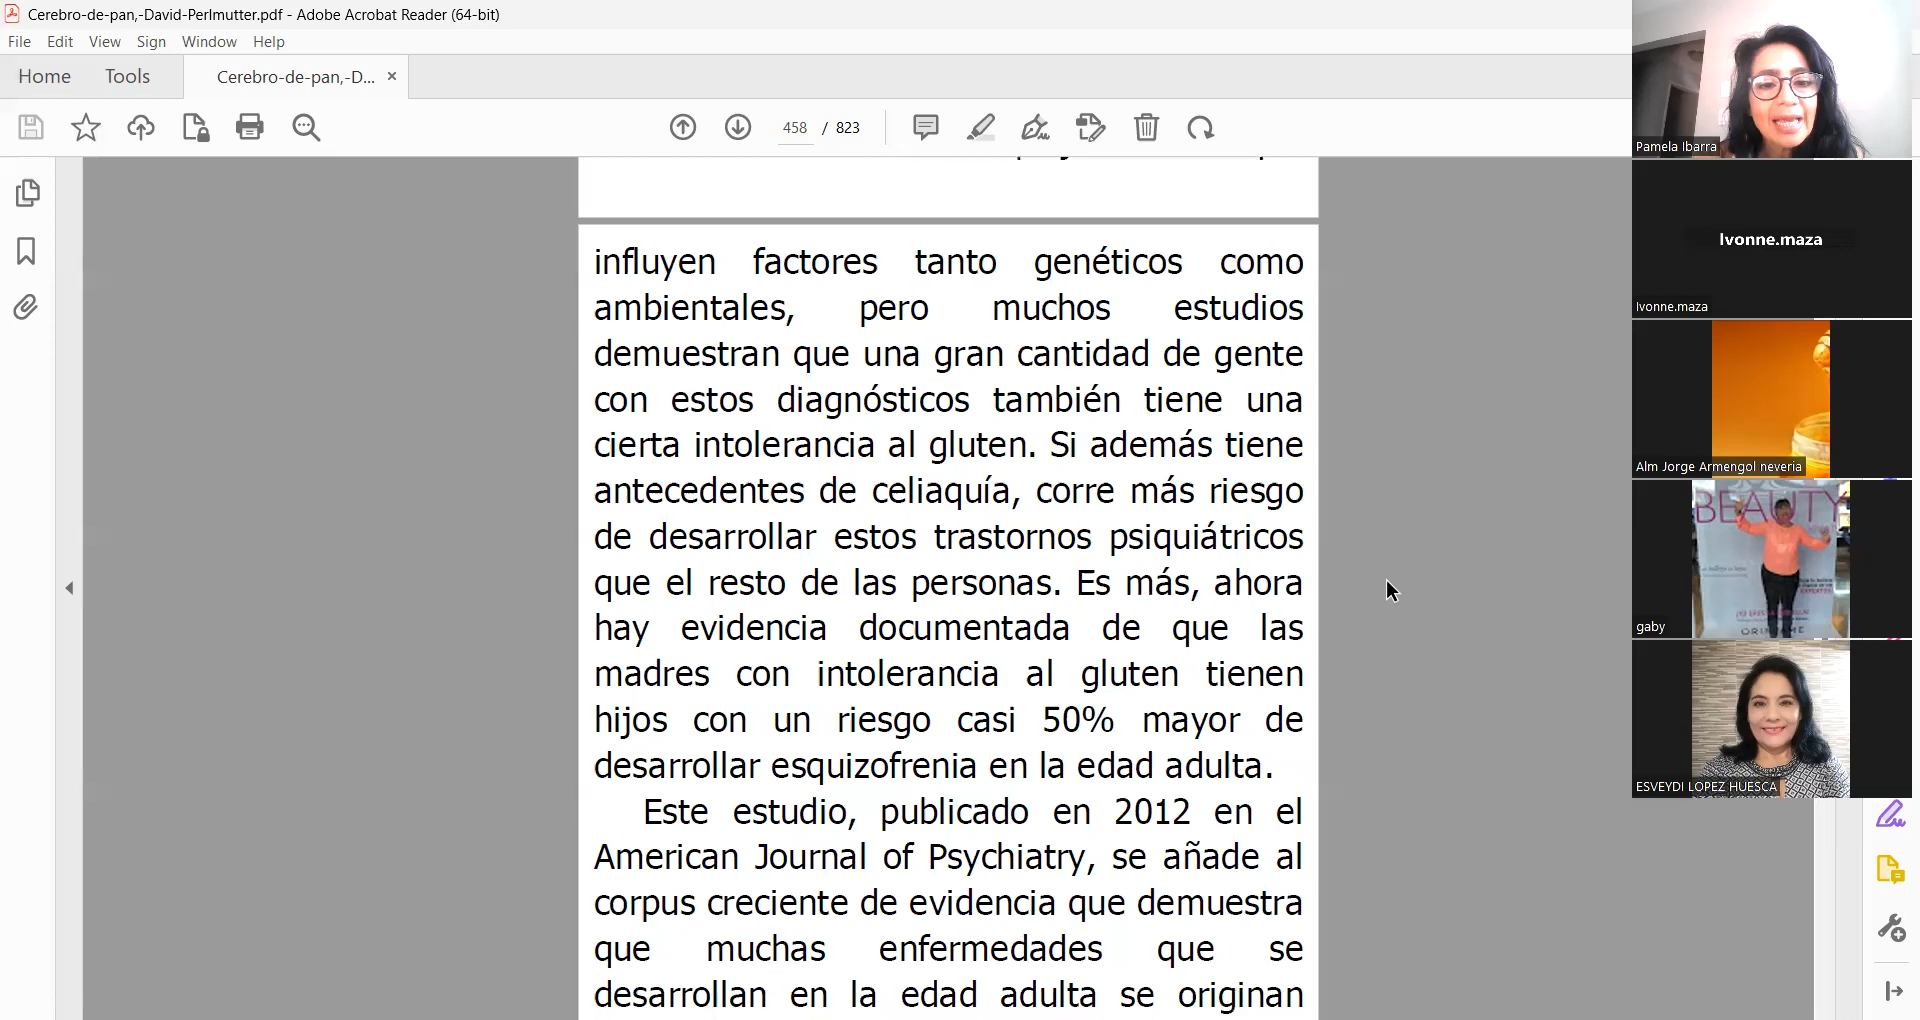 Cerebro-de-pan,-David-Perlmutter.pdf - Adobe Acrobat Reader (64-bit)
File Edit View Sign Window Help
Home Tools Cerebro-de-pan,-D... ×
458 / 823
influyen factores tanto genéticos como
ambientales, pero muchos estudios
demuestran que una gran cantidad de gente
con estos diagnósticos también tiene una
cierta intolerancia al gluten. Si además tiene
antecedentes de celiaquía, corre más riesgo
de desarrollar estos trastornos psiquiátricos
que el resto de las personas. Es más, ahora
hay evidencia documentada de que las
madres con intolerancia al gluten tienen
hijos con un riesgo casi 50% mayor de
desarrollar esquizofrenia en la edad adulta.
Este estudio, publicado en 2012 en el
American Journal of Psychiatry, se añade al
corpus creciente de evidencia que demuestra
que muchas enfermedades que se
desarrollan en la edad adulta se originan
Pamela Ibarra
Ivonne.maza
Ivonne.maza
Alm Jorge Armengol neveria
BEAUTY
gaby
ESVEYDI LOPEZ HUESCA